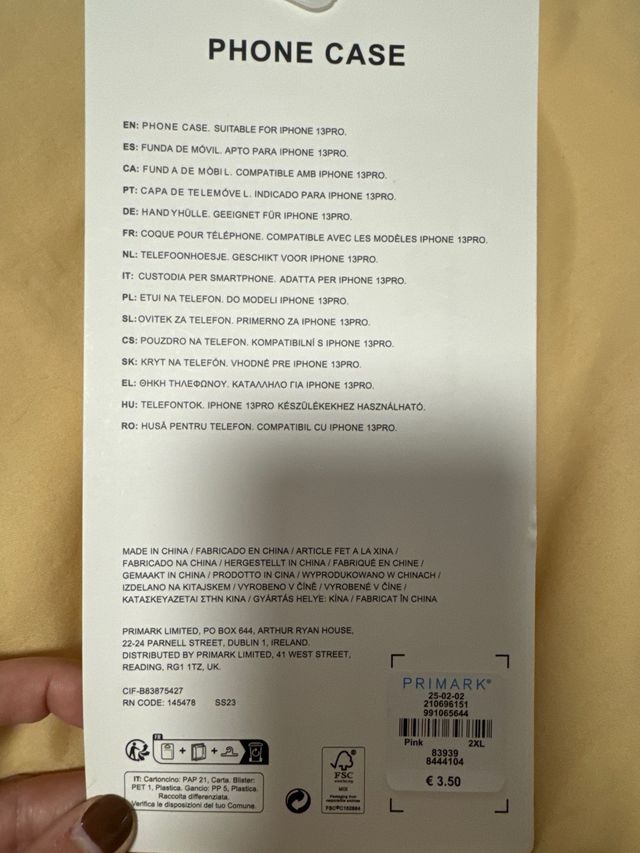 PHONE CASE
EN: PHONE CASE. SUITABLE FOR IPHONE 13PRO.
ES: FUNDA DE MÓVIL. APTO PARA IPHONE 13PRO.
CA: FUND A DE MÒBI L. COMPATIBLE AMB IPHONE 13PRO.
PT: CAPA DE TELEMÓVE L. INDICADO PARA IPHONE 13PRO.
DE: HAND YHÜLLE. GEEIGNET FÜR IPHONE 13PRO.
FR: COQUE POUR TÉLÉPHONE. COMPATIBLE AVEC LES MODÈLES IPHONE 13PRO.
NL: TELEFOONHOESJE. GESCHIKT VOOR IPHONE 13PRO.
IT: CUSTODIA PER SMARTPHONE. ADATTA PER IPHONE 13PRO.
PL: ETUI NA TELEFON. DO MODELI IPHONE 13PRO.
SL:OVITEK ZA TELEFON. PRIMERNO ZA IPHONE 13PRO.
CS: POUZDRO NA TELEFON. KOMPATIBILNÍ S IPHONE 13PRO.
SK: KRYT NA TELEFÓN. VHODNÉ PRE IPHONE 13PRO.
EL: ΘΗΚΗ ΤΗΛΕΦΩΝΟΥ. ΚΑΤΑΛΛΗΛΟ ΓΙΑ IPHONE 13PRO.
HU: TELEFONTOK. IPHONE 13PRO KÉSZÜLÉKEKHEZ HASZNÁLHATÓ.
RO: HUSĂ PENTRU TELEFON. COMPATIBIL CU IPHONE 13PRO.
MADE IN CHINA / FABRICADO EN CHINA / ARTICLE FET A LA XINA /
FABRICADO NA CHINA / HERGESTELLT IN CHINA / FABRIQUÉ EN CHINE /
GEMAAKT IN CHINA / PRODOTTO IN CINA / WYPRODUKOWANO W CHINACH /
IZDELANO NA KITAJSKEM / VYROBENO V ČÍNĚ / VYROBENÉ V ČÍNE /
ΚΑΤΑΣΚΕΥΑΖΕΤΑΙ ΣΤΗΝ ΚΙΝΑ / GYÁRTÁS HELYE: KÍNA / FABRICAT ÎN CHINA
PRIMARK LIMITED, PO BOX 644, ARTHUR RYAN HOUSE,
22-24 PARNELL STREET, DUBLIN 1, IRELAND.
DISTRIBUTED BY PRIMARK LIMITED, 41 WEST STREET,
READING, RG1 1TZ, UK.
CIF-B83875427
RN CODE: 145478 SS23
FR
IT: Cartoncino: PAP 21, Carta. Blister:
PET 1, Plastica. Gancio: PP 5, Plastica.
Raccolta differenziata.
Verifica le disposizioni del tuo Comune.
FSC
MIX
Packaging from
responsible sources
PRIMARK®
25-02-02
210696151
991065644
Pink 2XL
83939
8444104
€ 3.50